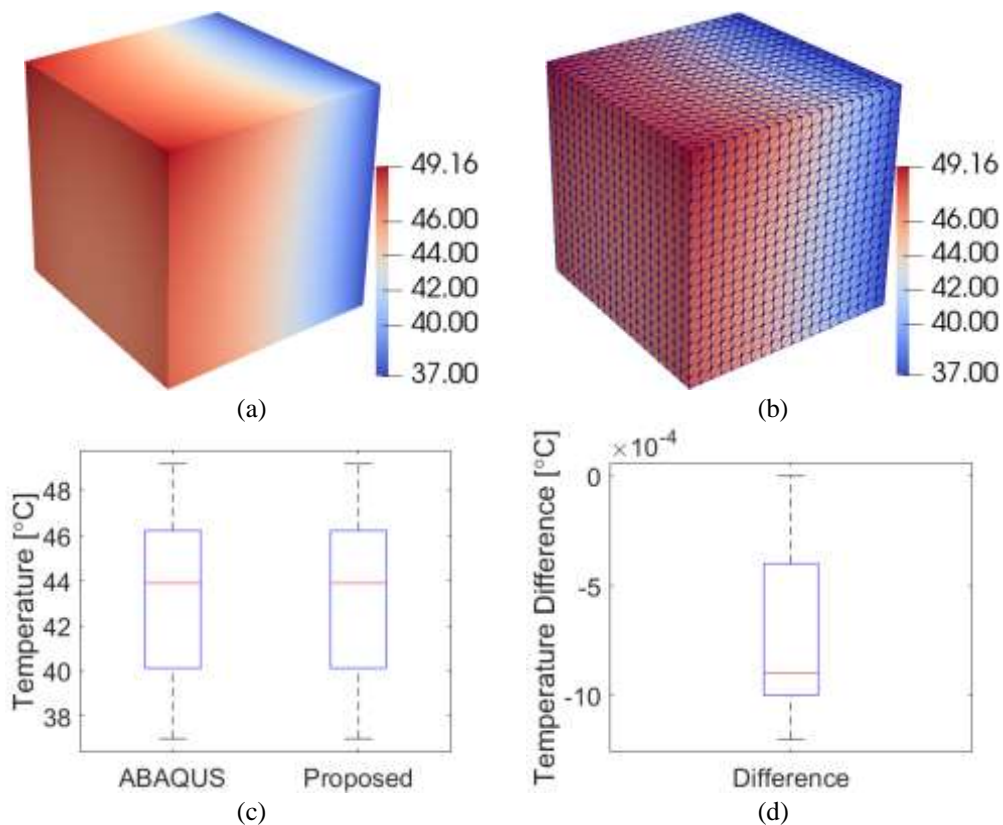 49.16
46.00
44.00
42.00
40.00
37.00
(a)
49.16
46.00
44.00
42.00
40.00
37.00
(b)
Temperature [°C]
48
46
44
42
40
38
ABAQUS
Proposed
(c)
Temperature Difference [°C]
×10⁻⁴
0
-5
-10
Difference
(d)